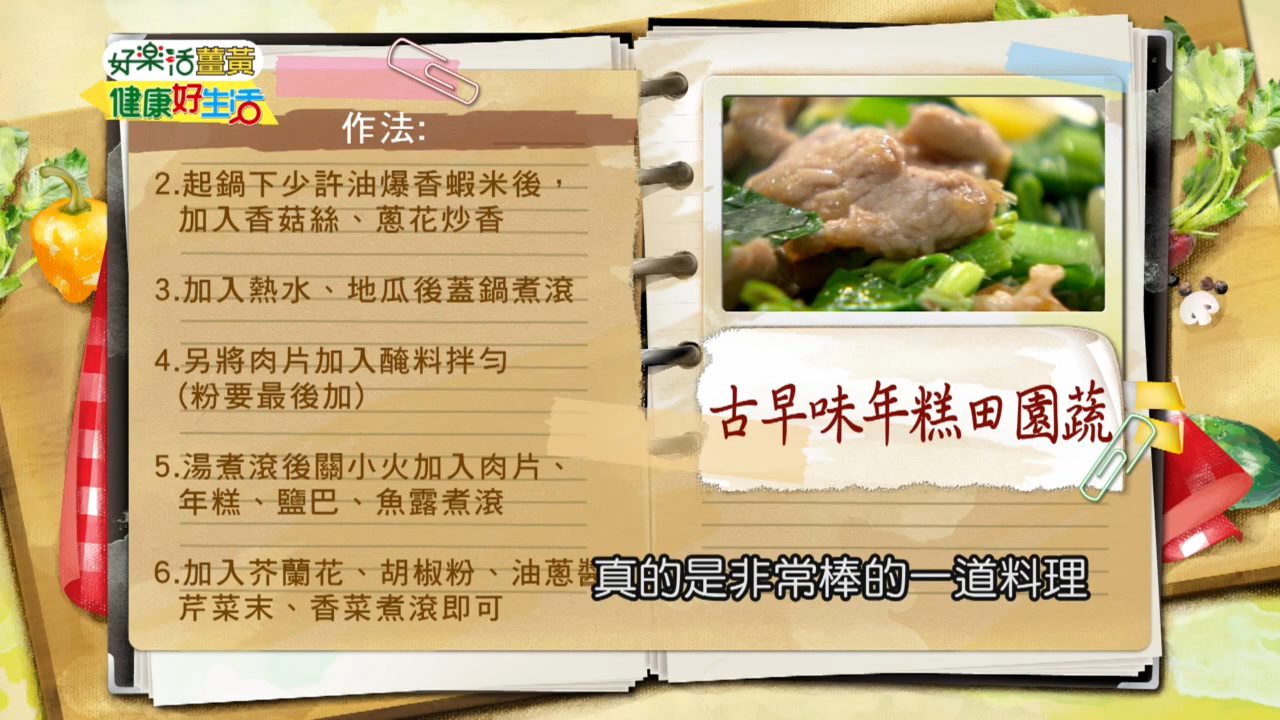 好楽活薑黃
健康好生活
作法:
2.起鍋下少許油爆香蝦米後，
加入香菇絲、蔥花炒香
3.加入熱水、地瓜後蓋鍋煮滾
4.另將肉片加入醃料拌勻
(粉要最後加)
5.湯煮滾後關小火加入肉片、
年糕、鹽巴、魚露煮滾
6.加入芥蘭花、胡椒粉、油蔥醬
芹菜末、香菜煮滾即可
古早味年糕田園蔬
真的是非常棒的一道料理